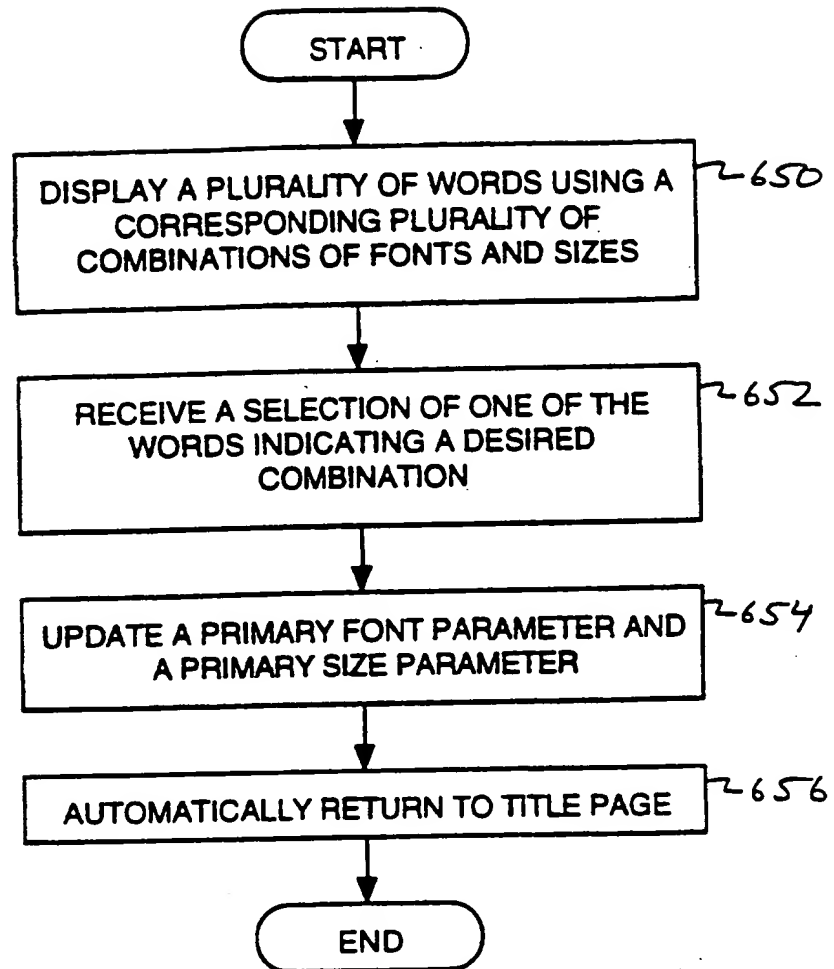 START
DISPLAY A PLURALITY OF WORDS USING A
CORRESPONDING PLURALITY OF
COMBINATIONS OF FONTS AND SIZES
650
RECEIVE A SELECTION OF ONE OF THE
WORDS INDICATING A DESIRED
COMBINATION
652
UPDATE A PRIMARY FONT PARAMETER AND
A PRIMARY SIZE PARAMETER
654
AUTOMATICALLY RETURN TO TITLE PAGE
656
END